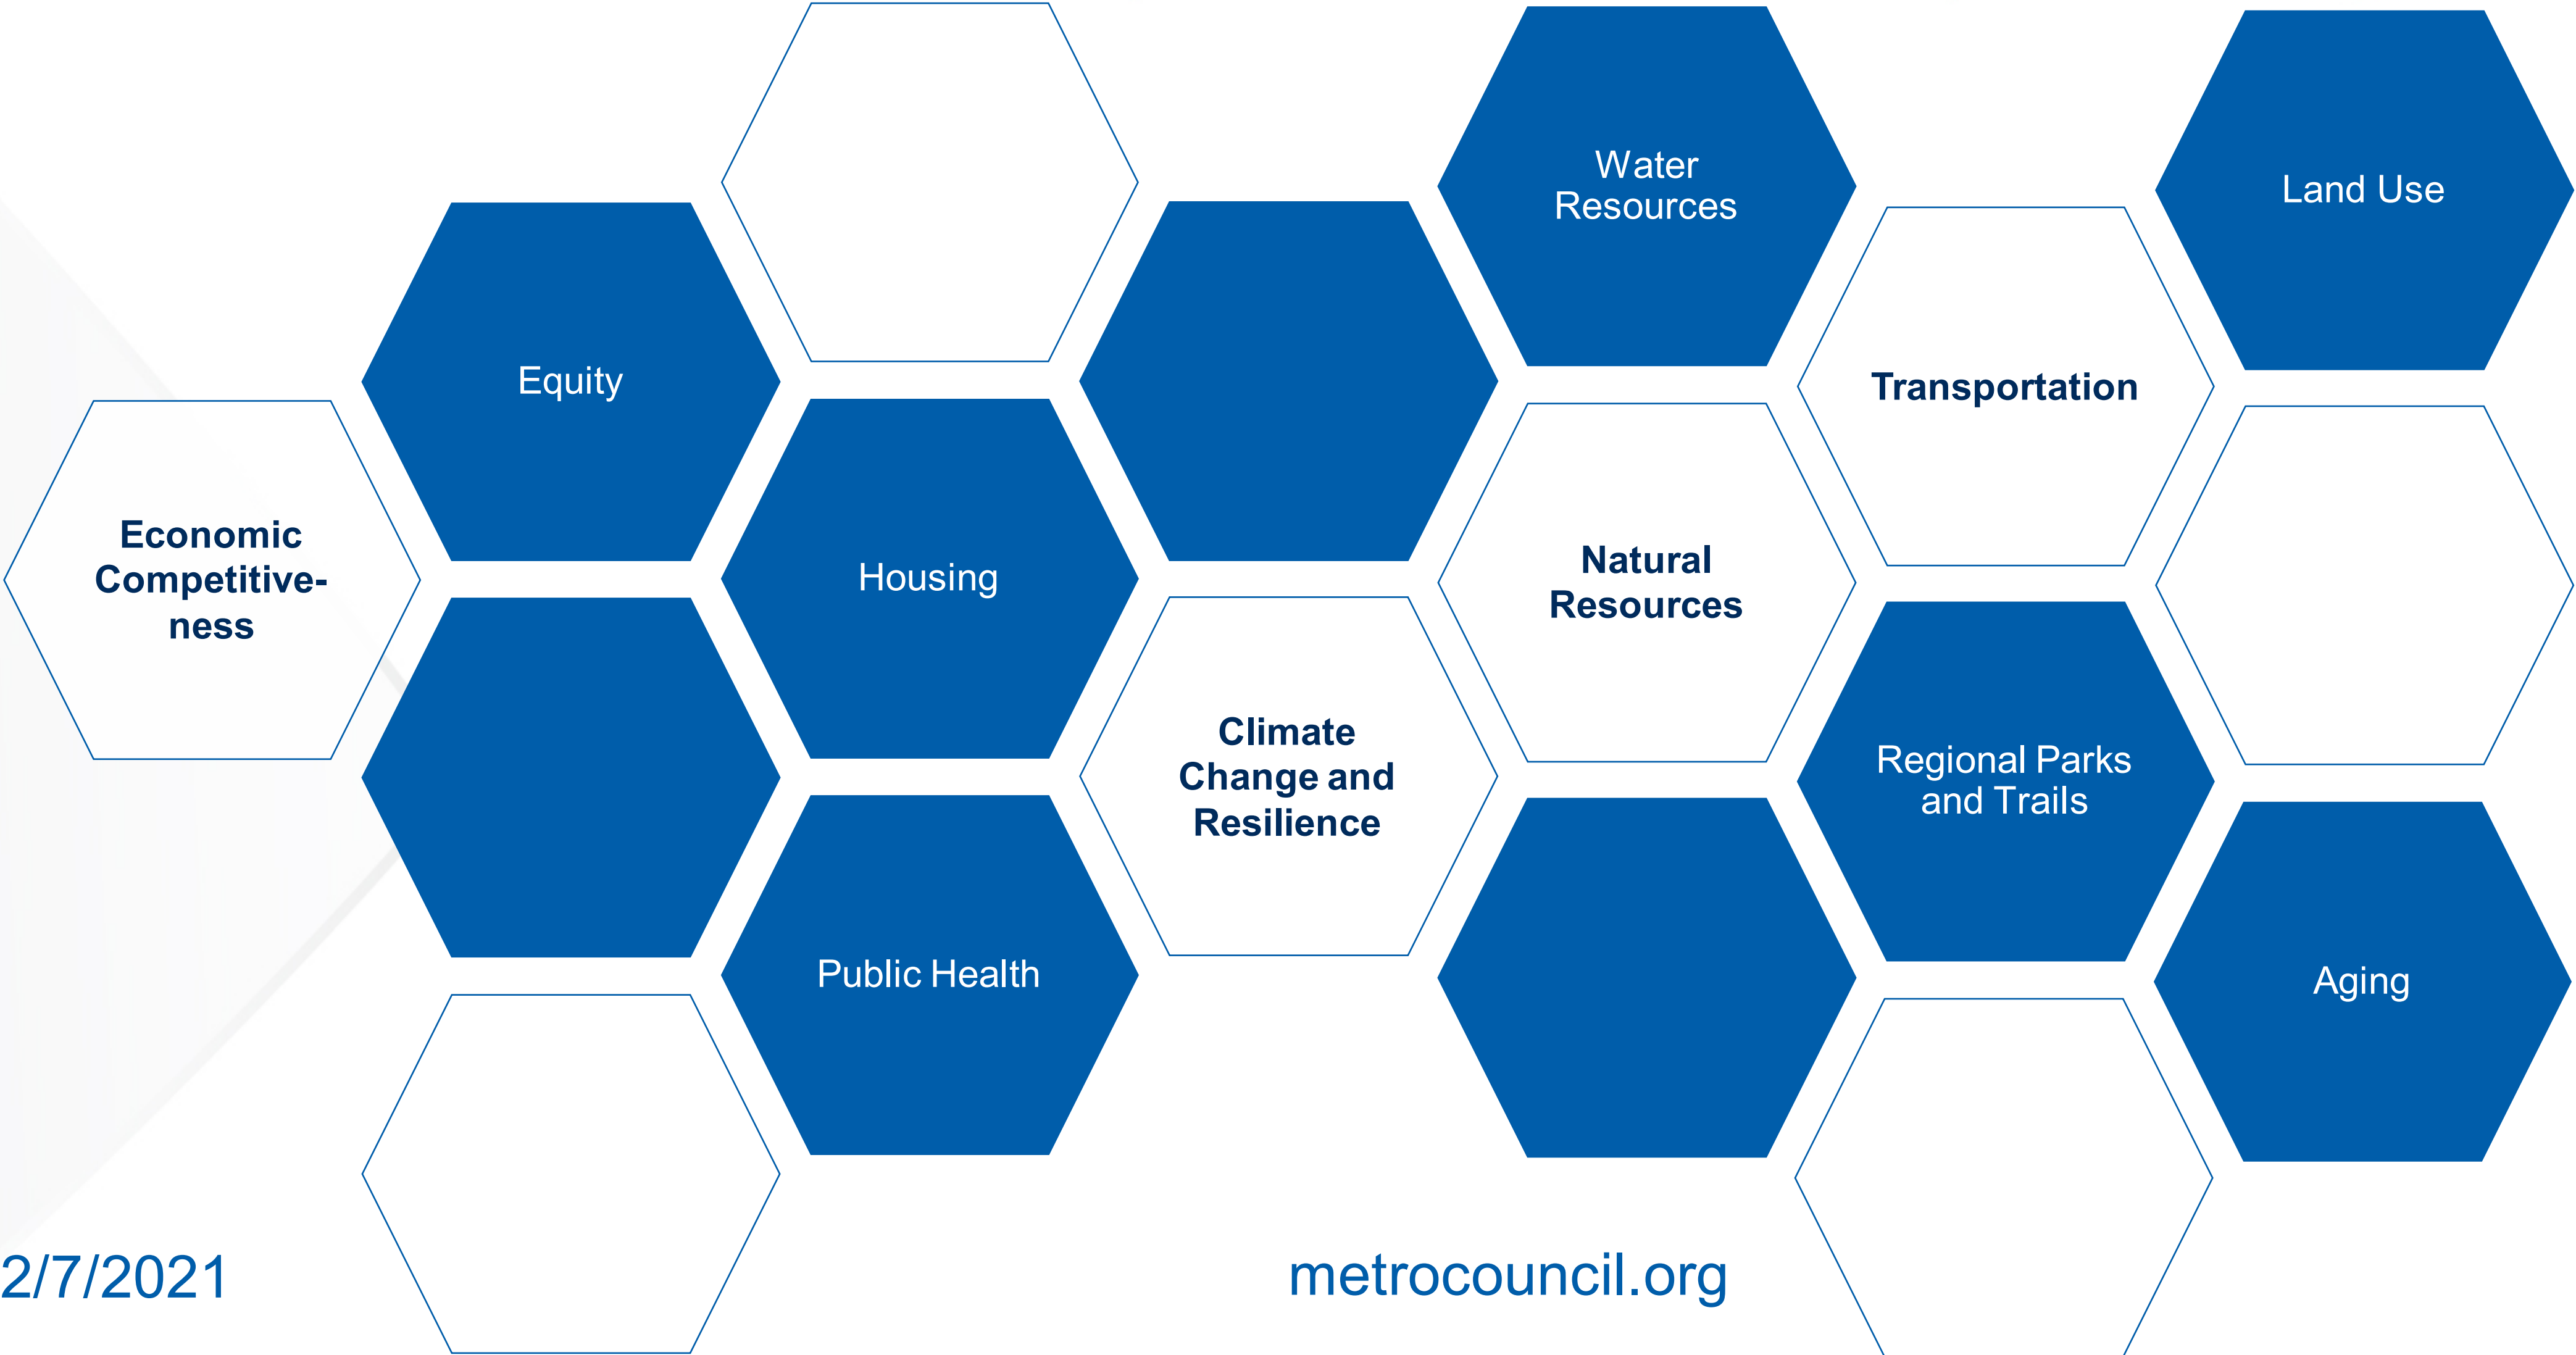 Water
Resources
Land Use
Equity
Transportation
Economic
Competitive-
ness
Housing
Natural
Resources
Climate
Change and
Resilience
Regional Parks
and Trails
Public Health
Aging
2/7/2021
metrocouncil.org